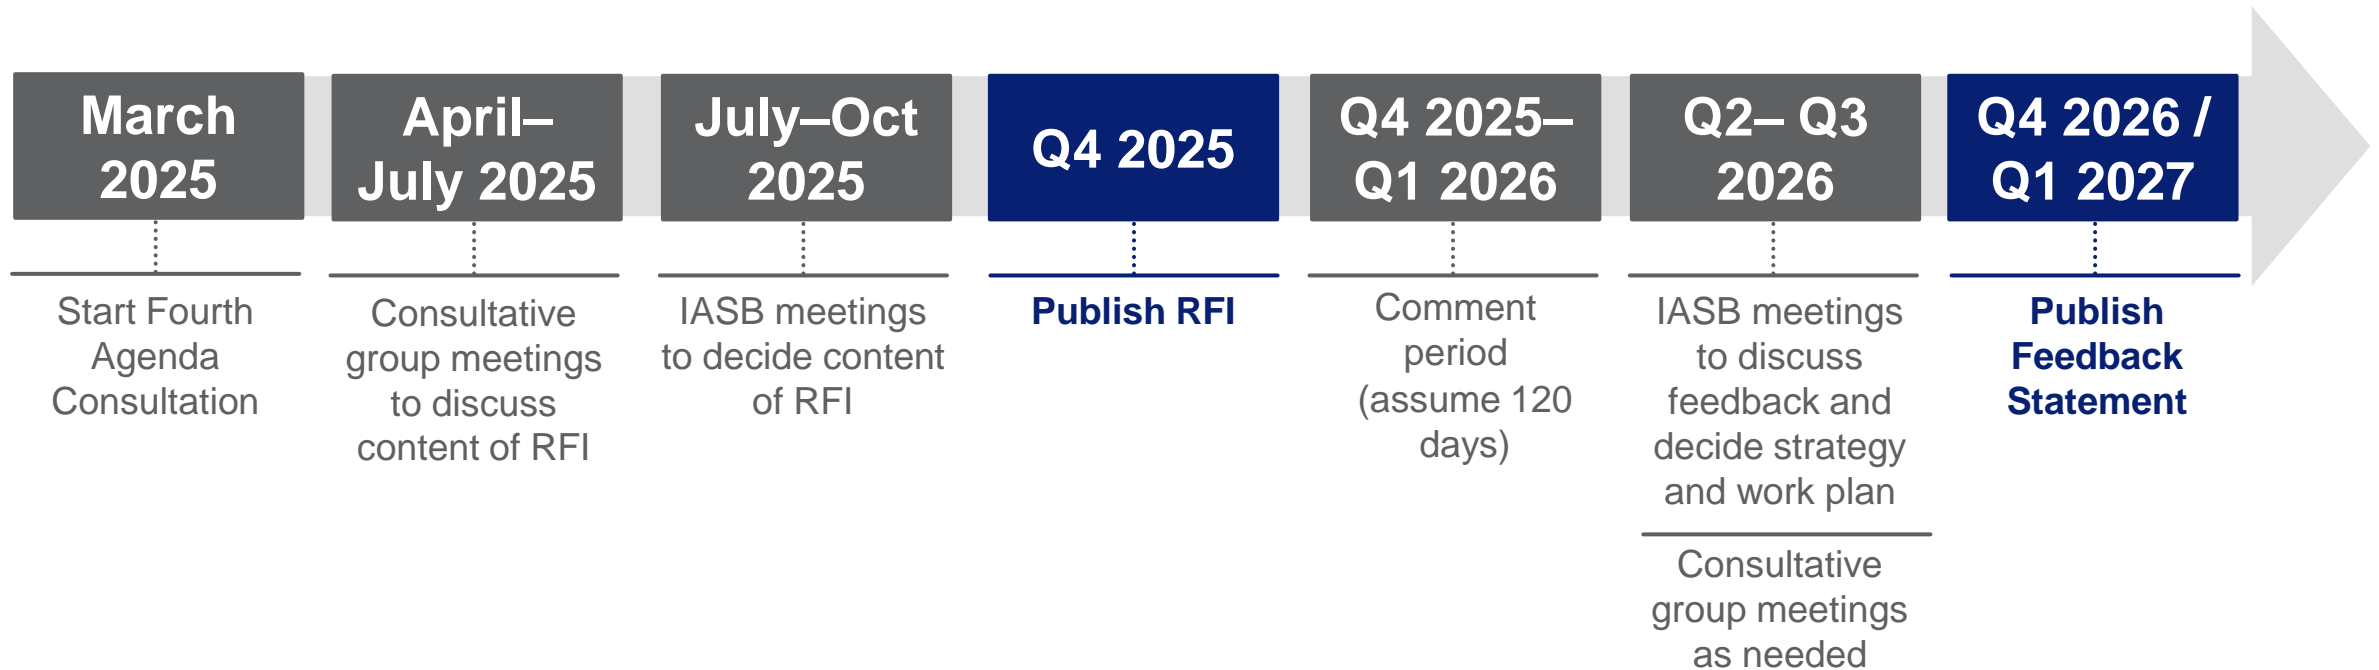 March
2025
April–
July 2025
July–Oct
2025
Q4 2025
Q4 2025–
Q1 2026
Q2– Q3
2026
Q4 2026 /
Q1 2027
Start Fourth
Agenda
Consultation
Consultative
group meetings
to discuss
content of RFI
IASB meetings
to decide content
of RFI
Publish RFI
Comment
period
(assume 120
days)
IASB meetings
to discuss
feedback and
decide strategy
and work plan
Consultative
group meetings
as needed
Publish
Feedback
Statement